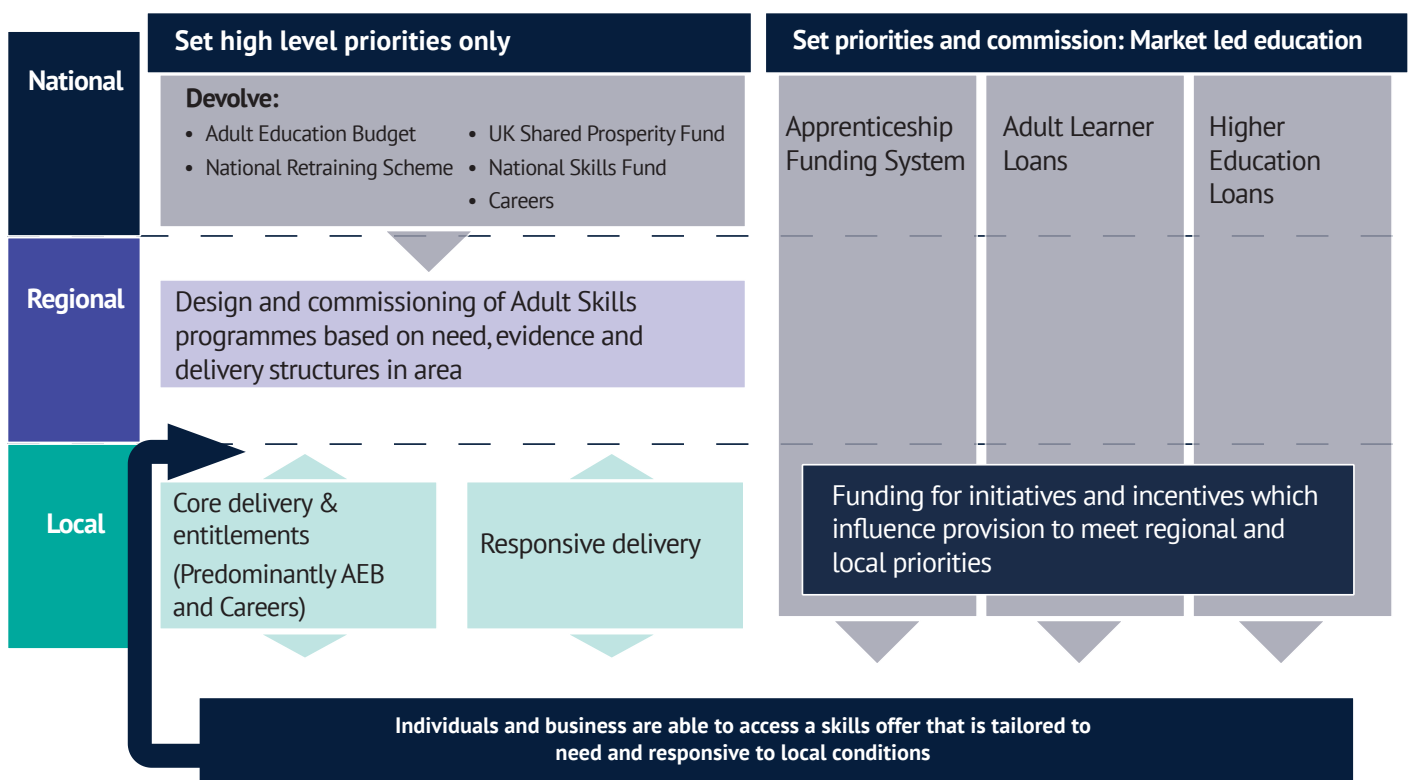 Set high level priorities only
Set priorities and commission: Market led education
National
Devolve:
• Adult Education Budget
• National Retraining Scheme
• UK Shared Prosperity Fund
• National Skills Fund
• Careers
Apprenticeship
Funding System
Adult Learner
Loans
Higher
Education
Loans
Regional
Design and commissioning of Adult Skills
programmes based on need, evidence and
delivery structures in area
Local
Core delivery &
entitlements
(Predominantly AEB
and Careers)
Responsive delivery
Funding for initiatives and incentives which
influence provision to meet regional and
local priorities
Individuals and business are able to access a skills offer that is tailored to
need and responsive to local conditions